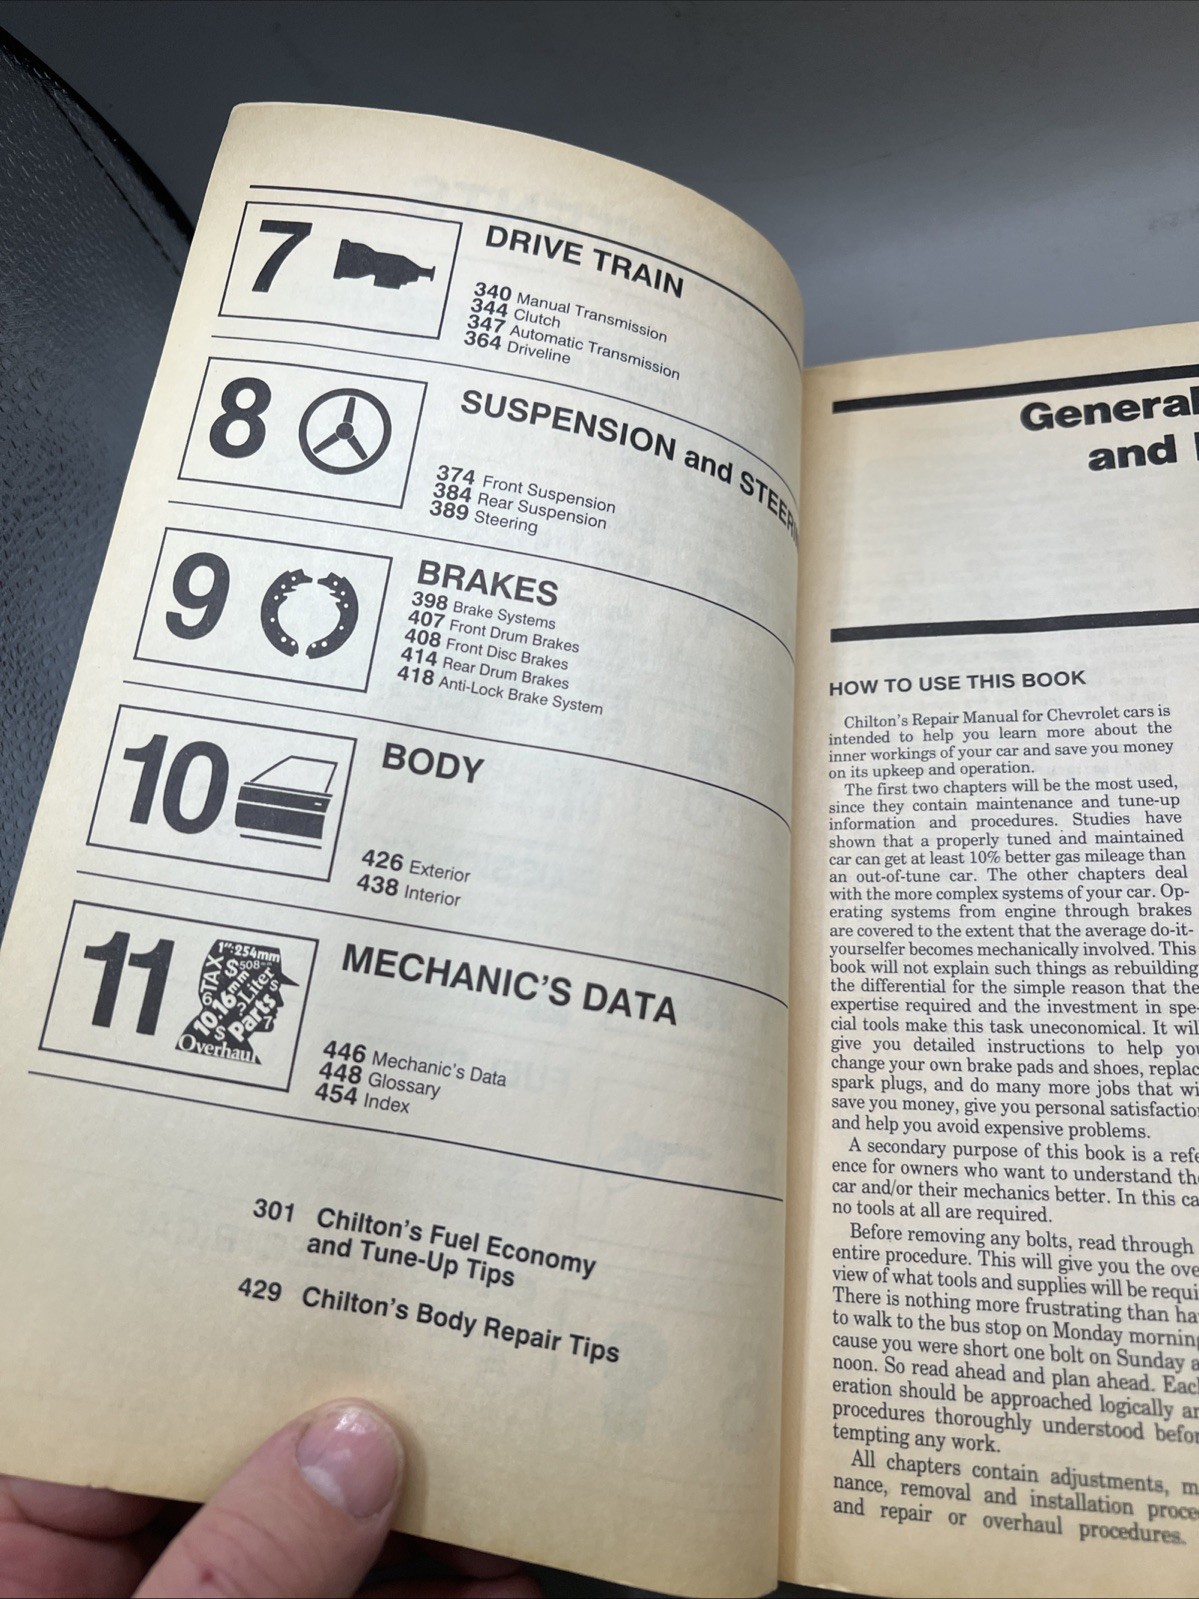 7
DRIVE TRAIN
340 Manual Transmission
344 Clutch
347 Automatic Transmission
364 Driveline
8
SUSPENSION and STEERIN
374 Front Suspension
384 Rear Suspension
389 Steering
9
BRAKES
398 Brake Systems
407 Front Drum Brakes
408 Front Disc Brakes
414 Rear Drum Brakes
418 Anti-Lock Brake System
10
BODY
426 Exterior
438 Interior
11
1":254mm
$508
TAX
10.16mm
?Liter
$
Parts
7
$
Overhaul
MECHANIC'S DATA
446 Mechanic's Data
448 Glossary
454 Index
301 Chilton's Fuel Economy
and Tune-Up Tips
429 Chilton's Body Repair Tips
General
and
HOW TO USE THIS BOOK
Chilton's Repair Manual for Chevrolet cars is
intended to help you learn more about the
inner workings of your car and save you money
on its upkeep and operation.
The first two chapters will be the most used,
since they contain maintenance and tune-up
information and procedures. Studies have
shown that a properly tuned and maintained
car can get at least 10% better gas mileage than
an out-of-tune car. The other chapters deal
with the more complex systems of your car. Op-
erating systems from engine through brakes
are covered to the extent that the average do-it-
yourselfer becomes mechanically involved. This
book will not explain such things as rebuilding
the differential for the simple reason that the
expertise required and the investment in spe-
cial tools make this task uneconomical. It will
give you detailed instructions to help you
change your own brake pads and shoes, replac
spark plugs, and do many more jobs that wi
save you money, give you personal satisfaction
and help you avoid expensive problems.
A secondary purpose of this book is a refe
ence for owners who want to understand the
car and/or their mechanics better. In this ca
no tools at all are required.
Before removing any bolts, read through
entire procedure. This will give you the ove
view of what tools and supplies will be requi
There is nothing more frustrating than ha
to walk to the bus stop on Monday morning
cause you were short one bolt on Sunday a
noon. So read ahead and plan ahead. Eac
eration should be approached logically an
procedures thoroughly understood befor
tempting any work.
All chapters contain adjustments, m
nance, removal and installation proce
and repair or overhaul procedures.